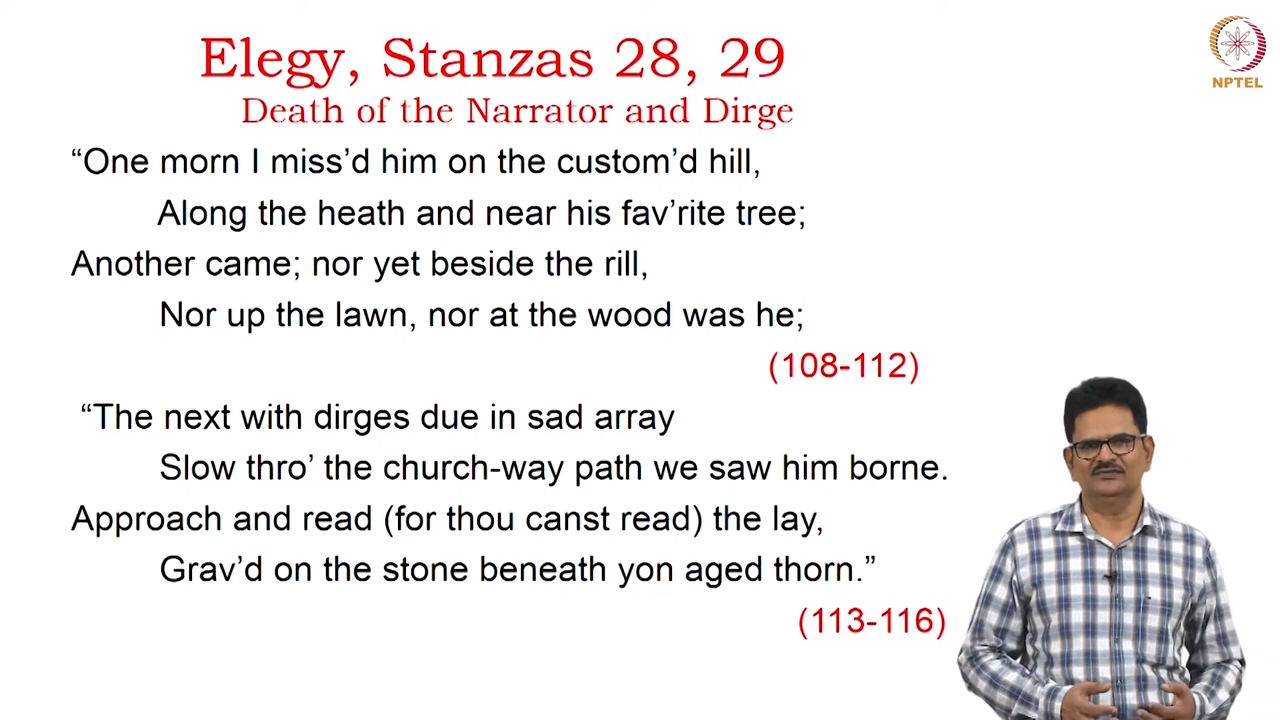 Elegy, Stanzas 28, 29
NPTEL
Death of the Narrator and Dirge
“One morn I miss’d him on the custom’d hill,
Along the heath and near his fav’rite tree;
Another came; nor yet beside the rill,
Nor up the lawn, nor at the wood was he;
(108-112)
“The next with dirges due in sad array
Slow thro’ the church-way path we saw him borne.
Approach and read (for thou canst read) the lay,
Grav’d on the stone beneath yon aged thorn.”
(113-116)